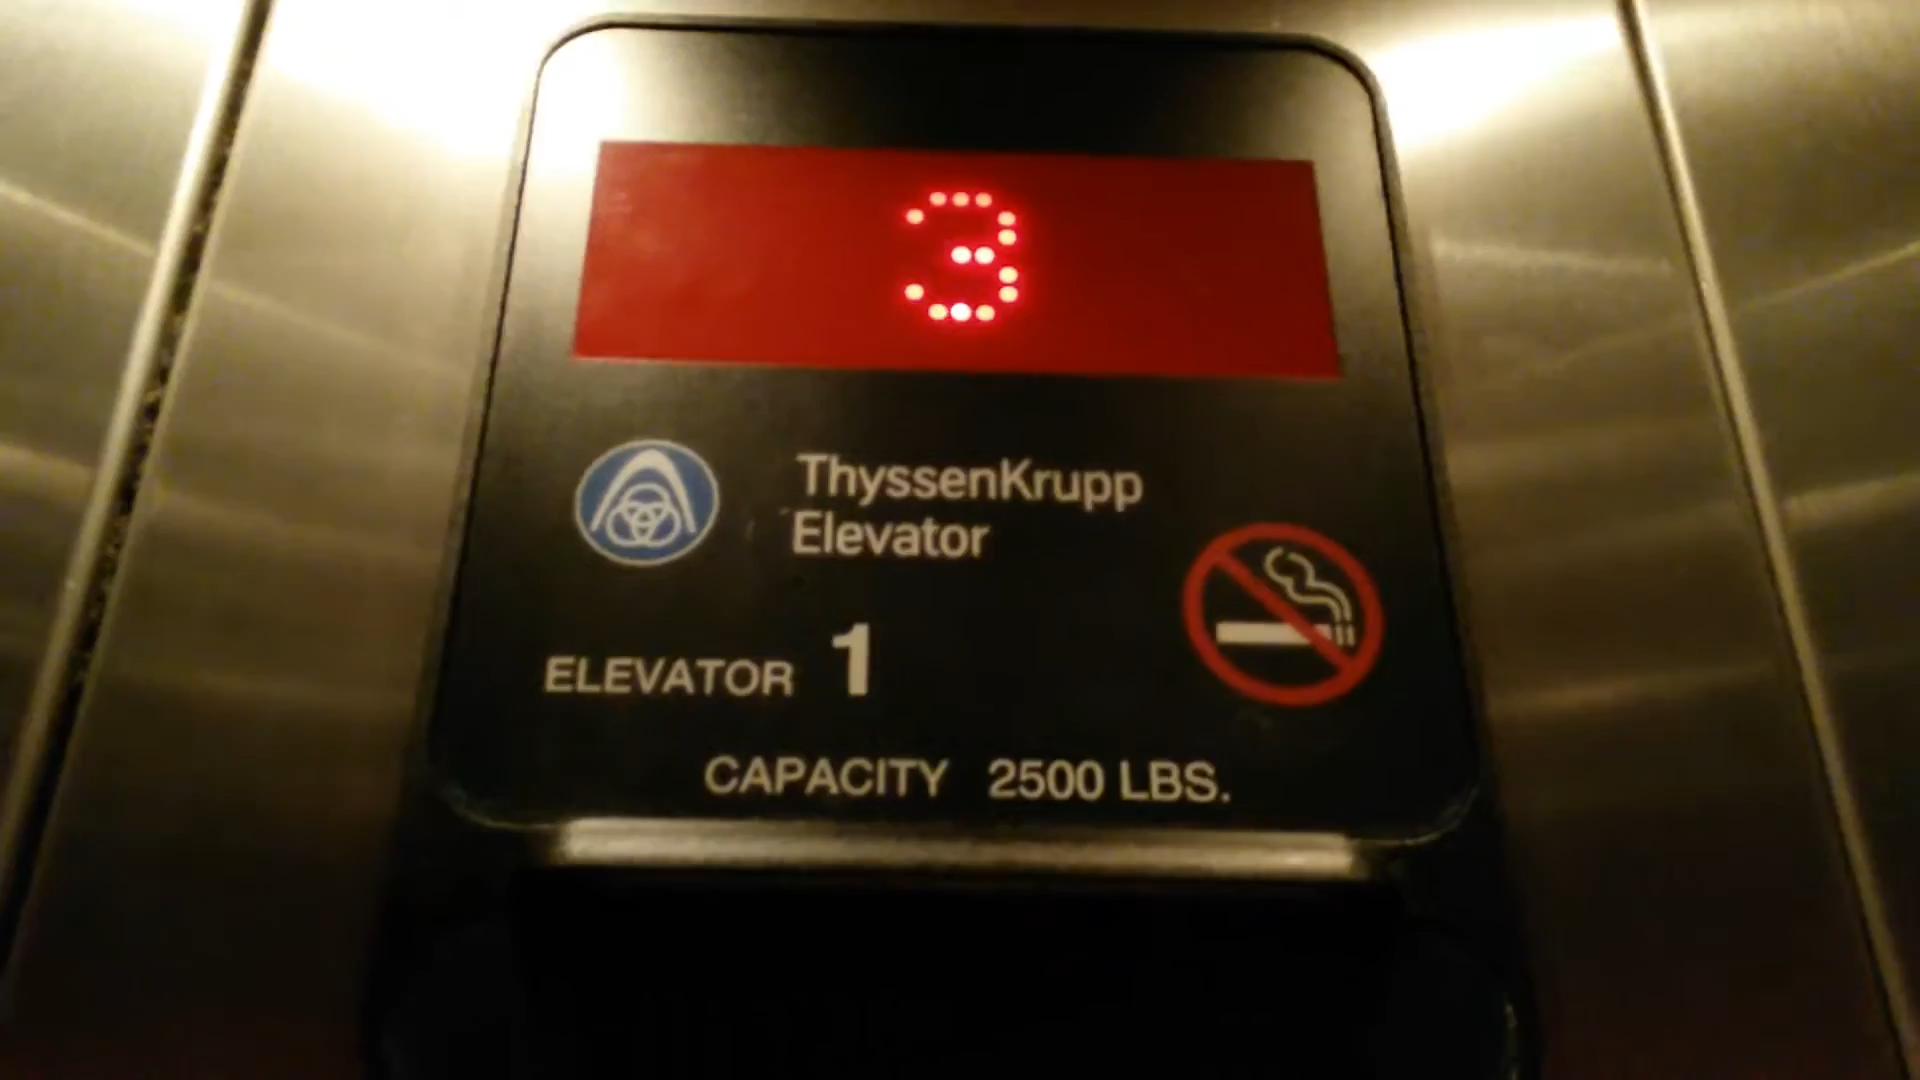 3
ThyssenKrupp
Elevator
ELEVATOR 1
CAPACITY 2500 LBS.